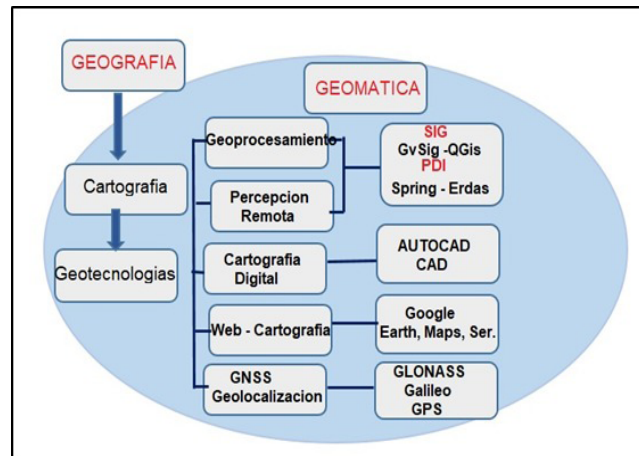 GEOGRAFIA
Cartografia
Geotecnologias
GEOMATICA
Geoprocesamiento
Percepcion
Remota
Cartografia
Digital
Web - Cartografia
GNSS
Geolocalizacion
SIG
GvSig -QGis
PDI
Spring - Erdas
AUTOCAD
CAD
Google
Earth, Maps, Ser.
GLONASS
Galileo
GPS